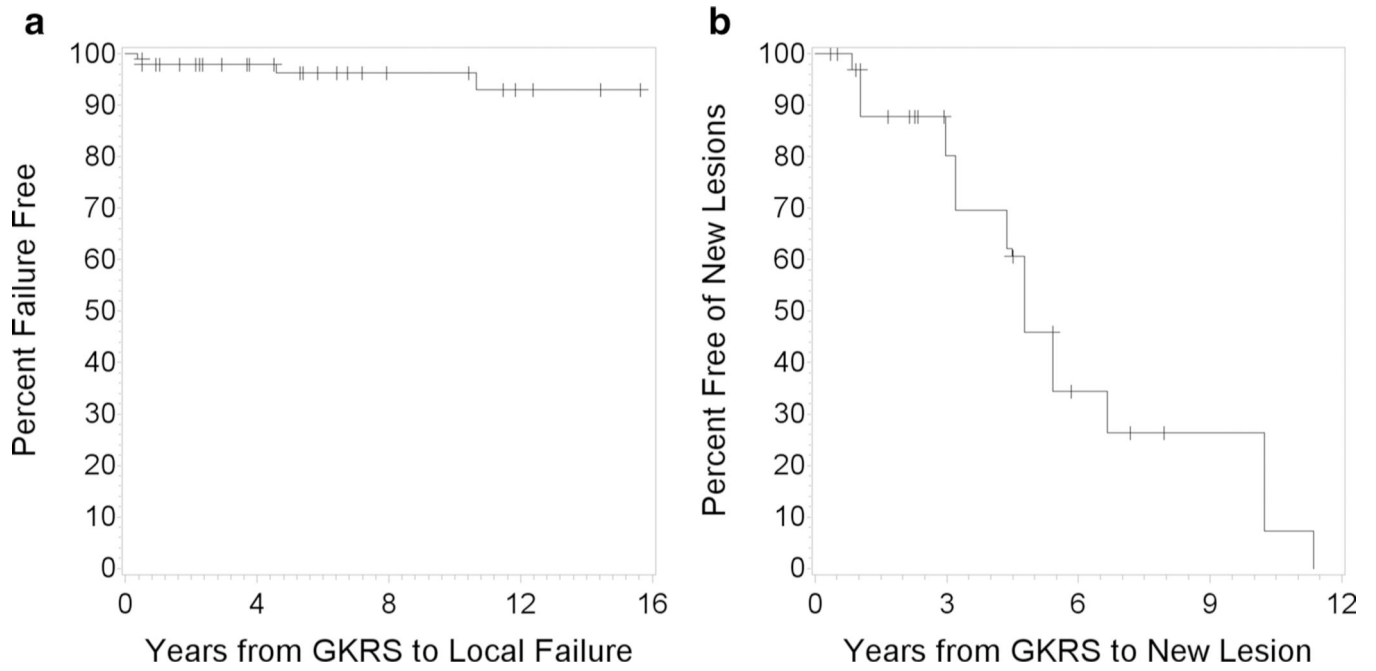 a
Percent Failure Free
100
90
80
70
60
50
40
30
20
10
0
0 4 8 12 16
Years from GKRS to Local Failure
b
Percent Free of New Lesions
100
90
80
70
60
50
40
30
20
10
0
0 3 6 9 12
Years from GKRS to New Lesion